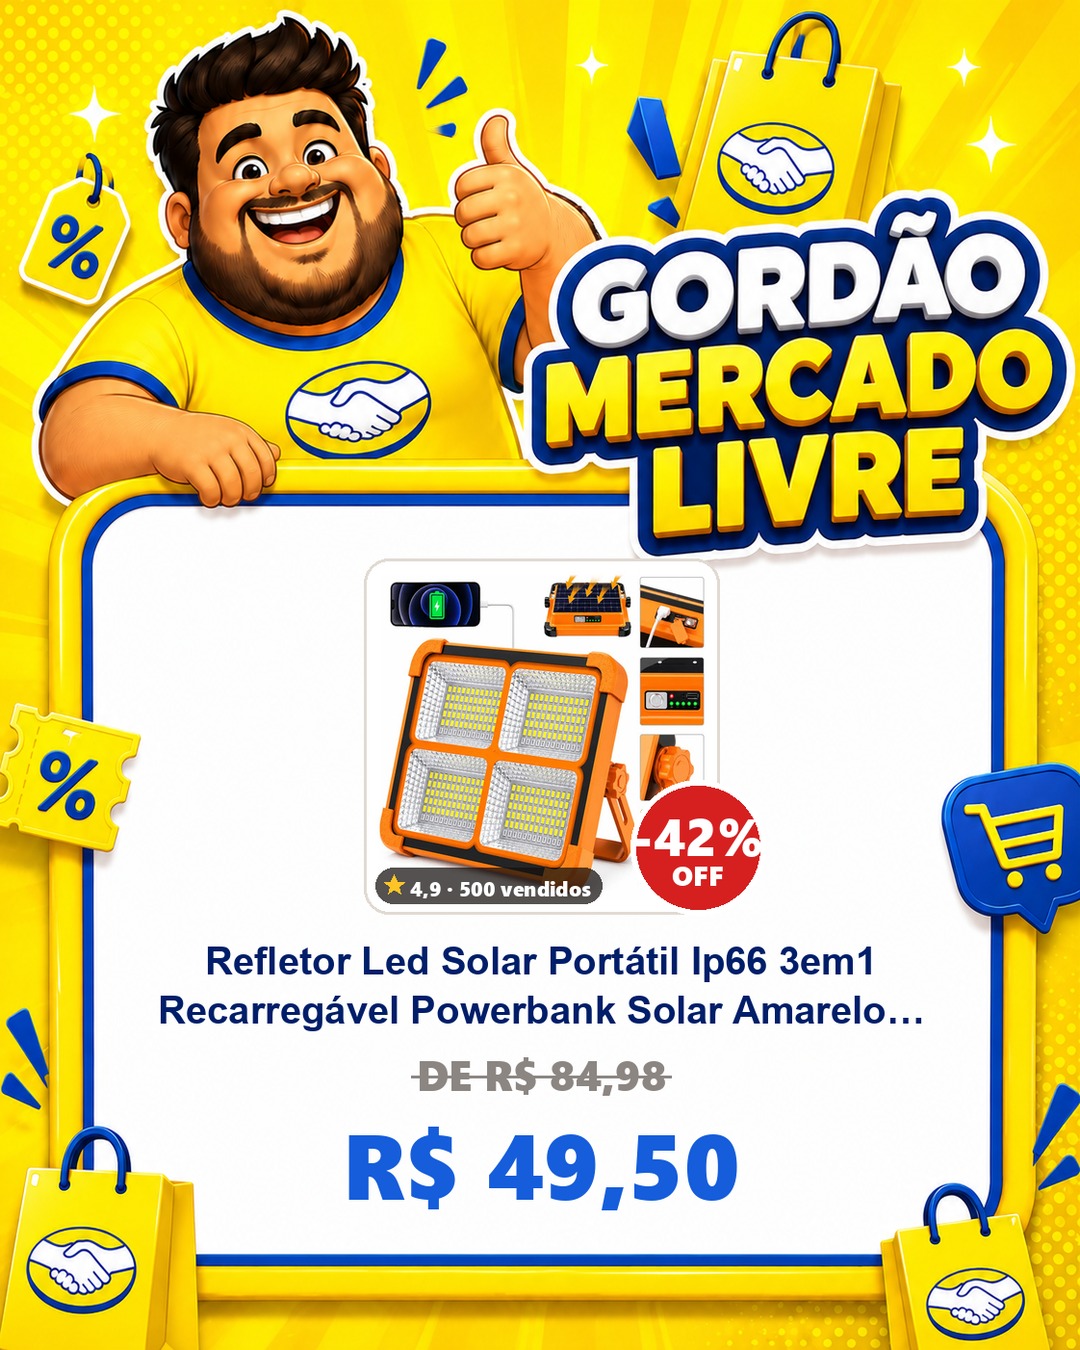 %
GORDÃO
MERCADO
LIVRE
%
-42%
OFF
4,9 · 500 vendidos
Refletor Led Solar Portátil Ip66 3em1
Recarregável Powerbank Solar Amarelo...
DE R$ 84,98
R$ 49,50